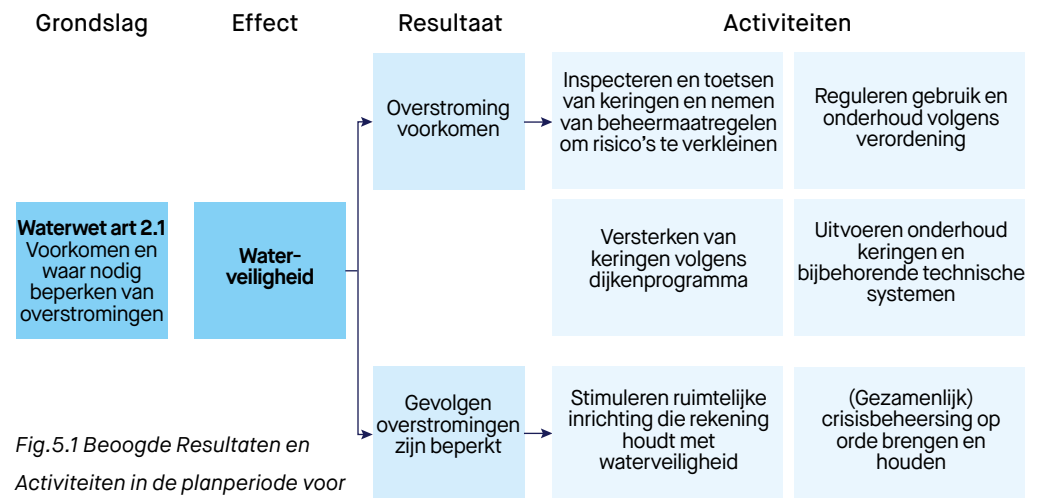 Grondslag
Effect
Resultaat
Activiteiten
Waterwet art 2.1
Voorkomen en
waar nodig
beperken van
overstromingen
Water-
veiligheid
Overstroming
voorkomen
Inspecteren en toetsen
van keringen en nemen
van beheermaatregelen
om risico's te verkleinen
Reguleren gebruik en
onderhoud volgens
verordening
Versterken van
keringen volgens
dijkenprogramma
Uitvoeren onderhoud
keringen en
bijbehorende technische
systemen
Gevolgen
overstromingen
zijn beperkt
Stimuleren ruimtelijke
inrichting die rekening
houdt met
waterveiligheid
(Gezamenlijk)
crisisbeheersing op
orde brengen en
houden
Fig.5.1 Beoogde Resultaten en
Activiteiten in de planperiode voor